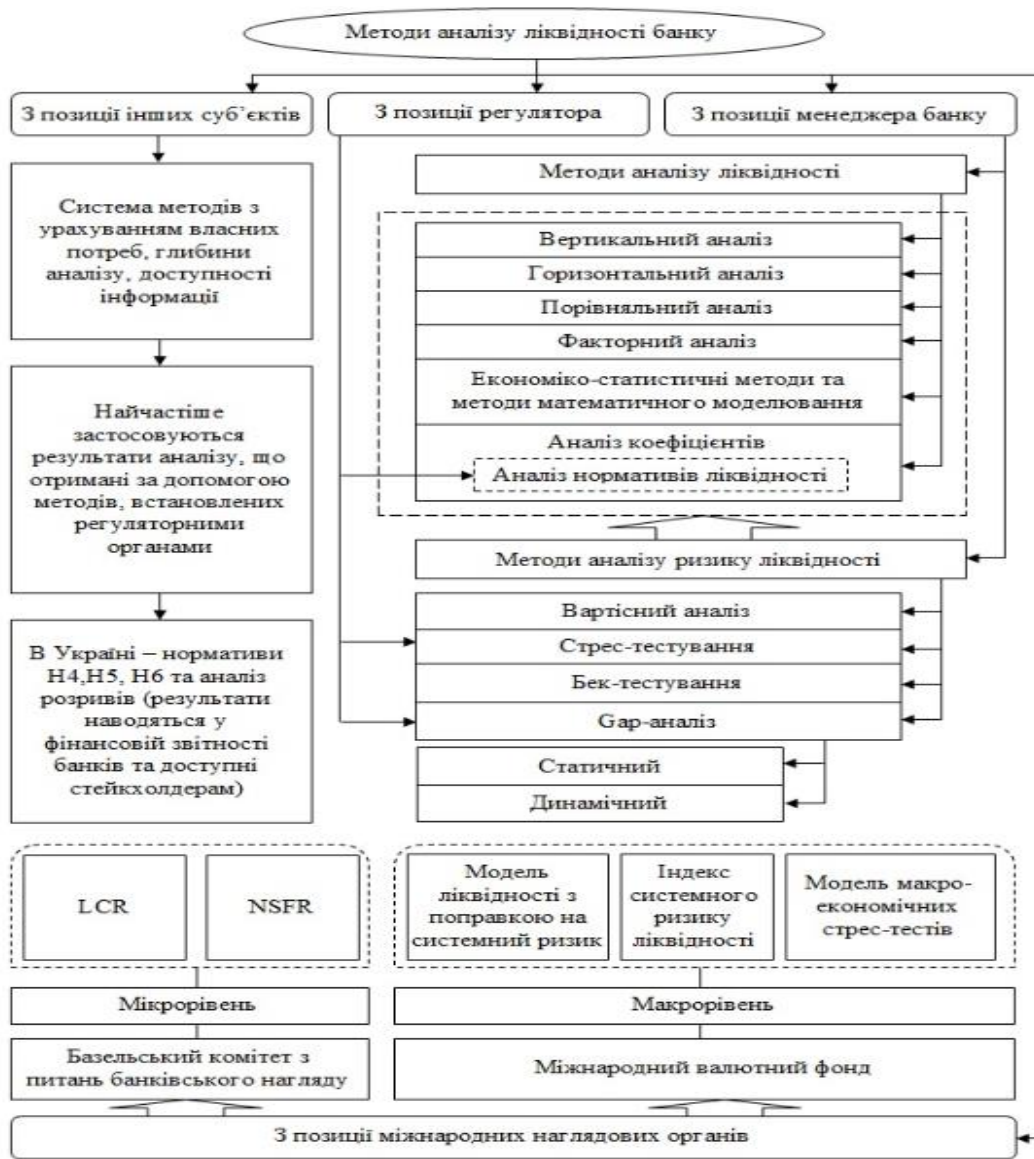 Методи аналізу ліквідності банку
З позиції інших суб’єктів
З позиції регулятора
З позиції менеджера банку
Система методів з
урахуванням власних
потреб, глибини
аналізу, доступності
інформації
Найчастіше
застосовуються
результати аналізу, що
отримані за допомогою
методів, встановлених
регуляторними
органами
В Україні – нормативи
Н4,Н5, Н6 та аналіз
розривів (результати
наводяться у
фінансовій звітності
банків та доступні
стейкхолдерам)
Методи аналізу ліквідності
Вертикальний аналіз
Горизонтальний аналіз
Порівняльний аналіз
Факторний аналіз
Економіко-статистичні методи та
методи математичного моделювання
Аналіз коефіцієнтів
Аналіз нормативів ліквідності
Методи аналізу ризику ліквідності
Вартісний аналіз
Стрес-тестування
Бек-тестування
Gap-аналіз
Статичний
Динамічний
LCR
NSFR
Модель
ліквідності з
поправкою на
системний ризик
Індекс
системного
ризику
ліквідності
Модель макро-
економічних
стрес-тестів
Мікрорівень
Макрорівень
Базельський комітет з
питань банківського нагляду
Міжнародний валютний фонд
З позиції міжнародних наглядових органів